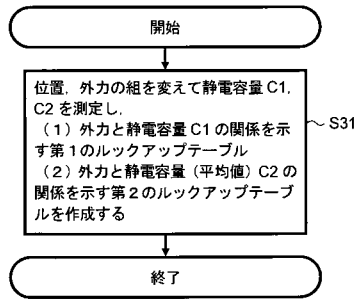 開始
位置，外力の組を変えて静電容量 C1，
C2 を測定し，
（１）外力と静電容量 C1 の関係を示
す第１のルックアップテーブル
（２）外力と静電容量（平均値）C2 の
関係を示す第２のルックアップテーブ
ルを作成する
S31
終了